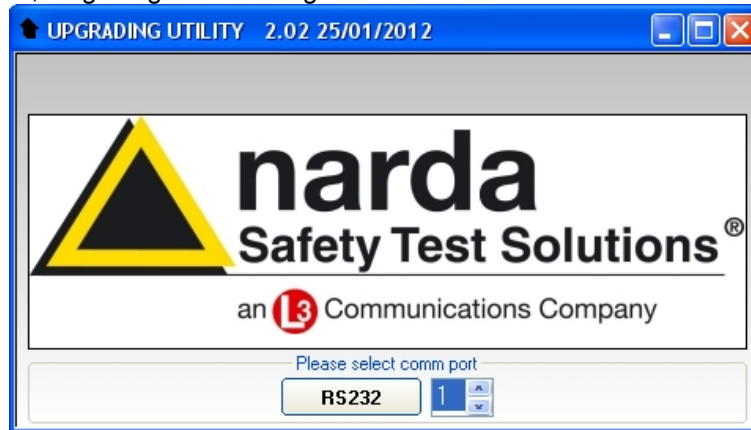 UPGRADING UTILITY 2.02 25/01/2012
narda
Safety Test Solutions®
an L3 Communications Company
Please select comm port
RS232 1